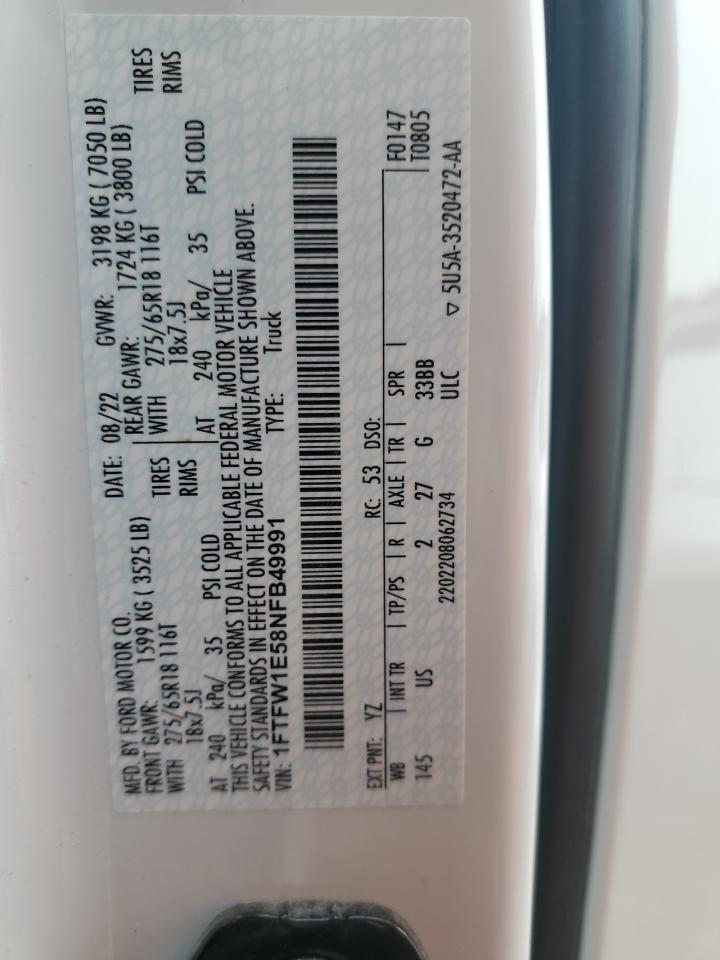 MFD. BY FORD MOTOR CO. DATE: 08/22 GVWR: 3198 KG ( 7050 LB)
FRONT GAWR: 1599 KG ( 3525 LB) REAR GAWR: 1724 KG ( 3800 LB)
WITH 275/65R18 116T TIRES WITH 275/65R18 116T TIRES
18x7.5J RIMS 18x7.5J RIMS
AT 240 kPa/ 35 PSI COLD AT 240 kPa/ 35 PSI COLD
THIS VEHICLE CONFORMS TO ALL APPLICABLE FEDERAL MOTOR VEHICLE
SAFETY STANDARDS IN EFFECT ON THE DATE OF MANUFACTURE SHOWN ABOVE.
VIN: 1FTFW1E58NFB49991 TYPE: Truck
EXT PNT: YZ RC: 53 DSO:
WB INT TR TP/PS R AXLE TR SPR F0147
145 US 2 27 G 33BB T0805
ULC
2202208062734 ▽ 5U5A-3520472-AA